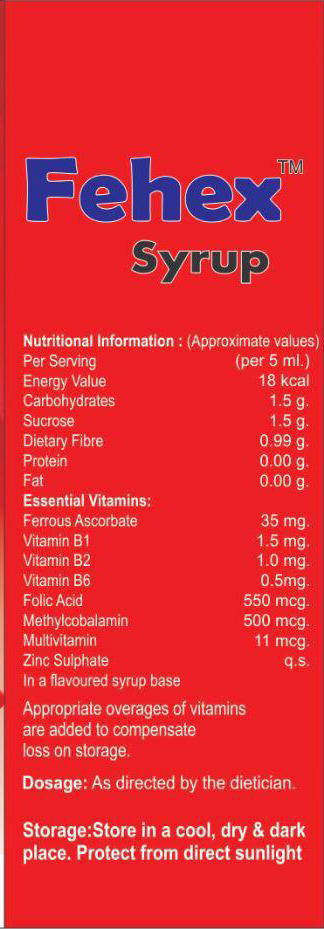 Fehex™
Syrup
Nutritional Information : (Approximate values)
Per Serving (per 5 ml.)
Energy Value 18 kcal
Carbohydrates 1.5 g.
Sucrose 1.5 g.
Dietary Fibre 0.99 g.
Protein 0.00 g.
Fat 0.00 g.
Essential Vitamins:
Ferrous Ascorbate 35 mg.
Vitamin B1 1.5 mg.
Vitamin B2 1.0 mg.
Vitamin B6 0.5mg.
Folic Acid 550 mcg.
Methylcobalamin 500 mcg.
Multivitamin 11 mcg.
Zinc Sulphate q.s.
In a flavoured syrup base
Appropriate overages of vitamins
are added to compensate
loss on storage.
Dosage: As directed by the dietician.
Storage:Store in a cool, dry & dark
place. Protect from direct sunlight